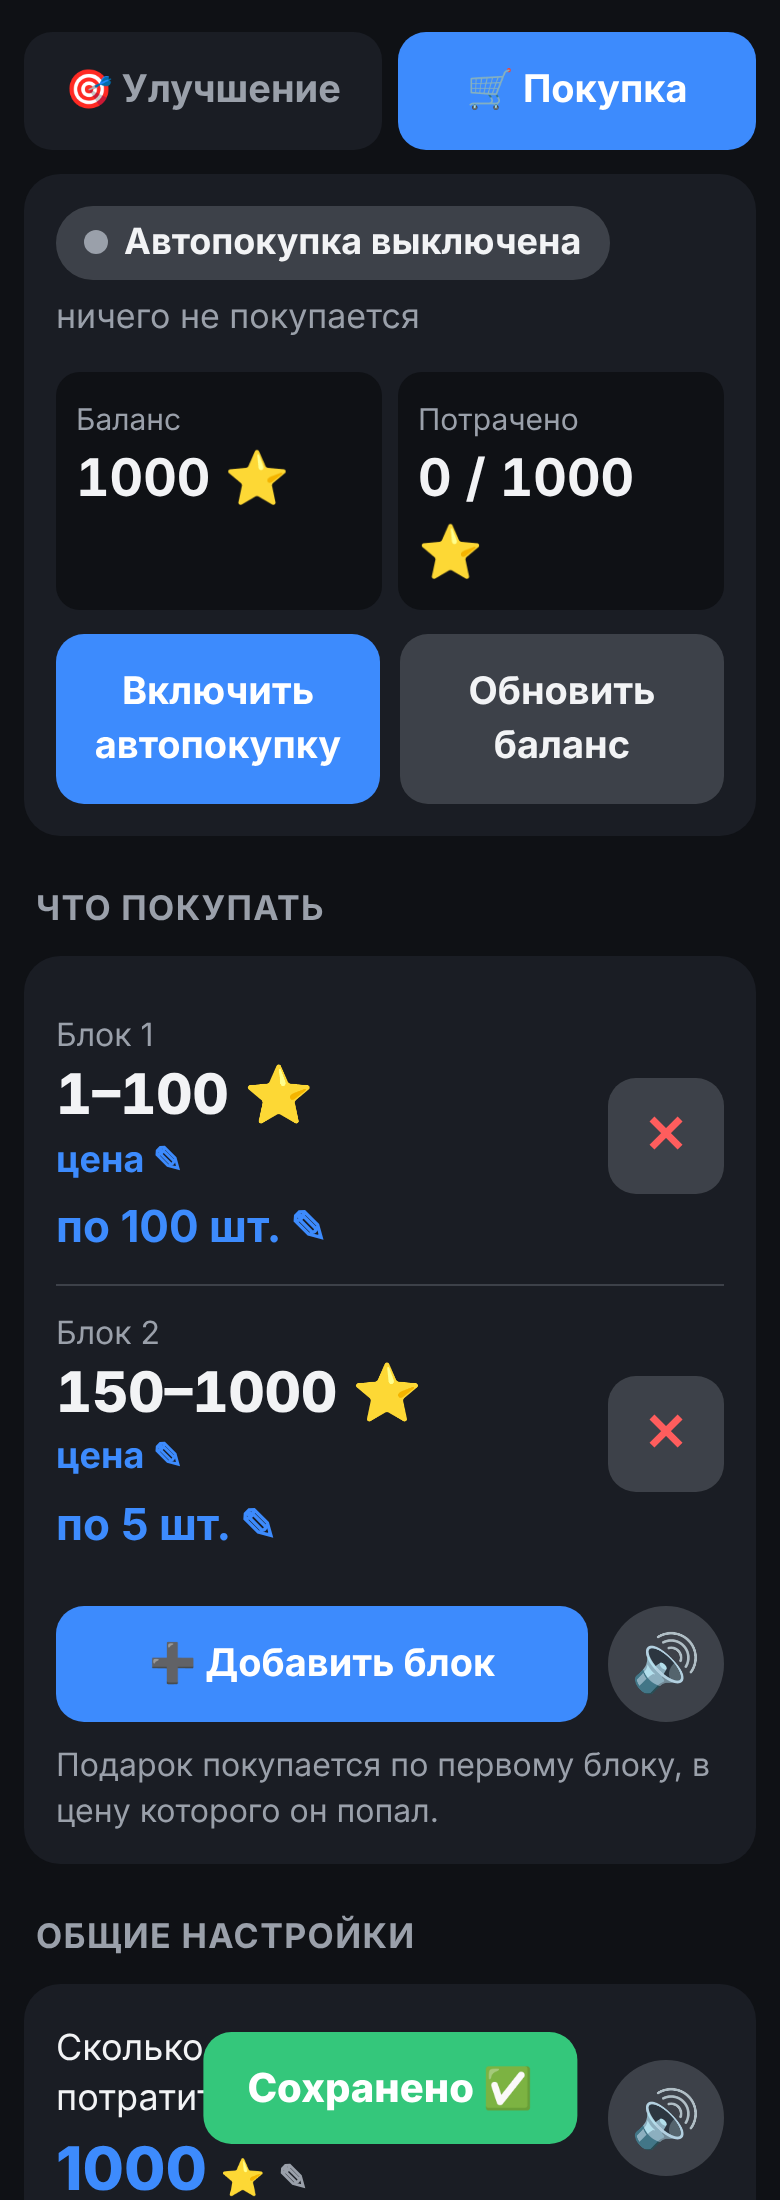 🎯 Улучшение
🛒 Покупка
Автопокупка выключена
ничего не покупается
Баланс
1000 ⭐
Потрачено
0 / 1000
⭐
Включить
автопокупку
Обновить
баланс
ЧТО ПОКУПАТЬ
Блок 1
1–100 ⭐
цена ✎
по 100 шт. ✎
✕
Блок 2
150–1000 ⭐
цена ✎
по 5 шт. ✎
✕
➕ Добавить блок
🔊
Подарок покупается по первому блоку, в
цену которого он попал.
ОБЩИЕ НАСТРОЙКИ
Сколько
1000 ⭐ ✎
Сохранено ✅
🔊